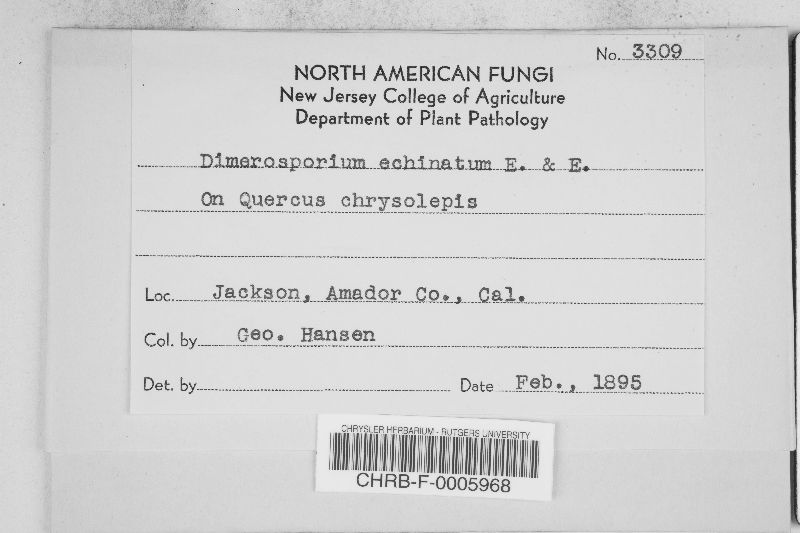 No. 3309
NORTH AMERICAN FUNGI
New Jersey College of Agriculture
Department of Plant Pathology
Dimerosporium echinatum E. & E.
On Quercus chrysolepis
Loc. Jackson, Amador Co., Cal.
Col. by Geo. Hansen
Det. by Date Feb., 1895
CHRYSLER HERBARIUM - RUTGERS UNIVERSITY
CHRB-F-0005968